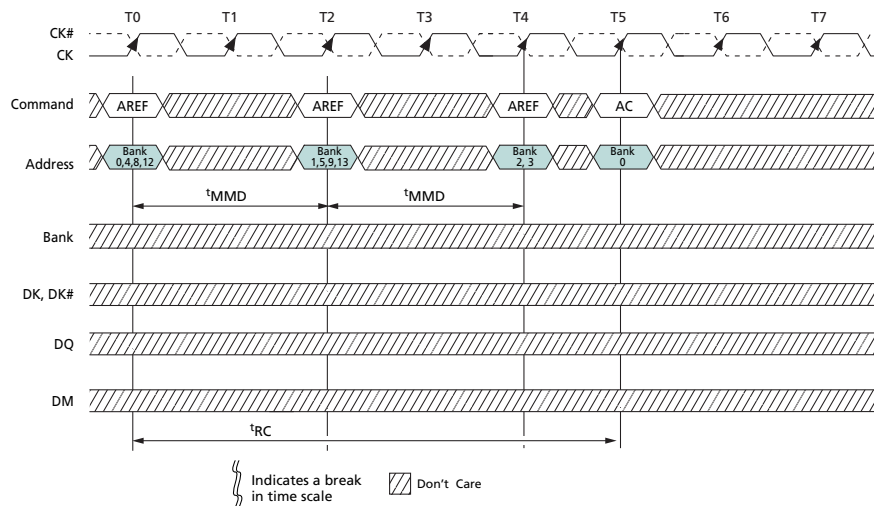 T0 T1 T2 T3 T4 T5 T6 T7
CK#
CK
Command AREF AREF AREF AC
Address Bank 0,4,8,12 Bank 1,5,9,13 Bank 2, 3 Bank 0
tMMD tMMD
Bank
DK, DK#
DQ
DM
tRC
Indicates a break
in time scale
Don't Care